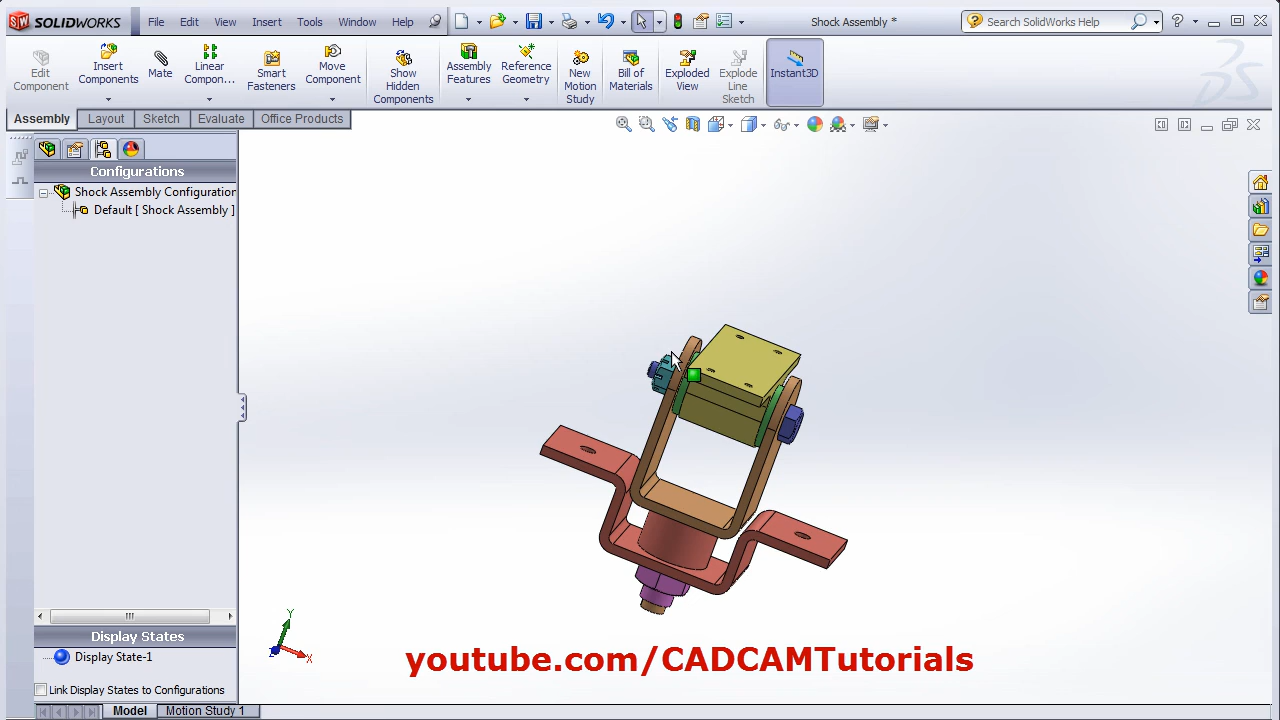 SOLIDWORKS File Edit View Insert Tools Window Help Shock Assembly * Search SolidWorks Help
Edit Component
Insert Components
Mate
Linear Compon...
Smart Fasteners
Move Component
Show Hidden Components
Assembly Features
Reference Geometry
New Motion Study
Bill of Materials
Exploded View
Explode Line Sketch
Instant3D
Assembly Layout Sketch Evaluate Office Products
Configurations
Shock Assembly Configuration
Default [ Shock Assembly ]
Y
X
Display States
Display State-1
youtube.com/CADCAMTutorials
Link Display States to Configurations
Model Motion Study 1